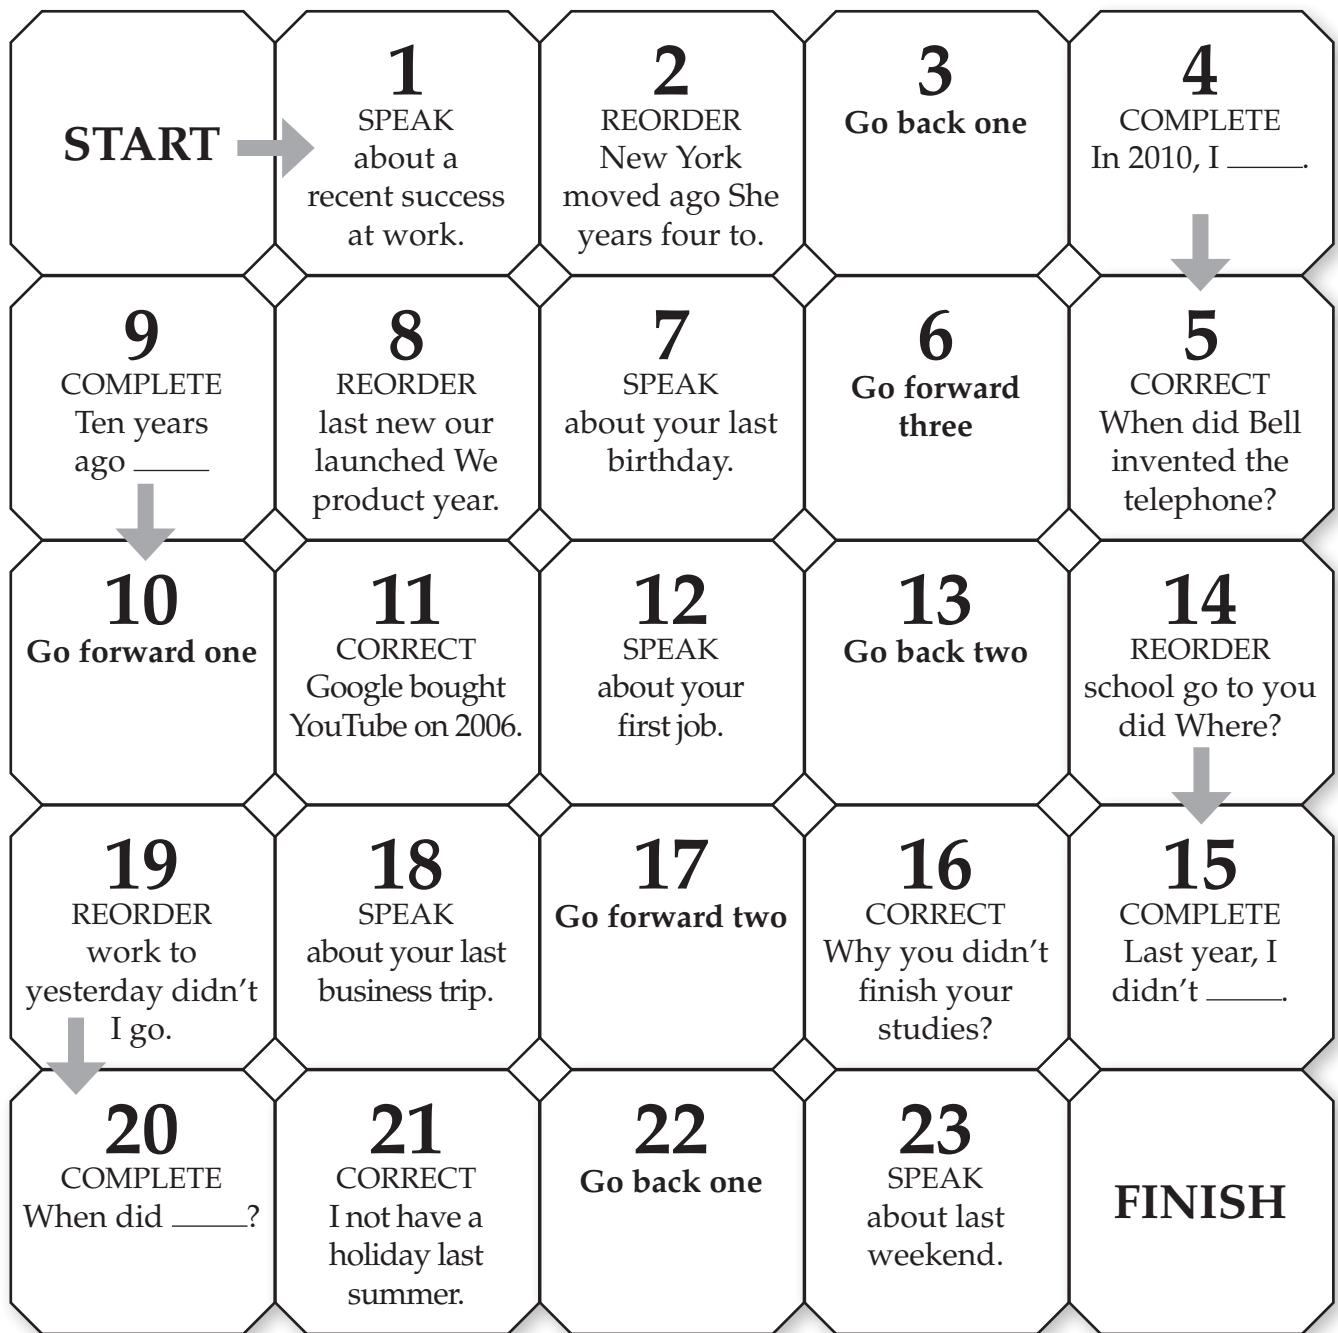 START
1
SPEAK
about a
recent success
at work.
2
REORDER
New York
moved ago She
years four to.
3
Go back one
4
COMPLETE
In 2010, I _____.
9
COMPLETE
Ten years
ago _____
8
REORDER
last new our
launched We
product year.
7
SPEAK
about your last
birthday.
6
Go forward
three
5
CORRECT
When did Bell
invented the
telephone?
10
Go forward one
11
CORRECT
Google bought
YouTube on 2006.
12
SPEAK
about your
first job.
13
Go back two
14
REORDER
school go to you
did Where?
19
REORDER
work to
yesterday didn’t
I go.
18
SPEAK
about your last
business trip.
17
Go forward two
16
CORRECT
Why you didn’t
finish your
studies?
15
COMPLETE
Last year, I
didn’t _____.
20
COMPLETE
When did _____?
21
CORRECT
I not have a
holiday last
summer.
22
Go back one
23
SPEAK
about last
weekend.
FINISH